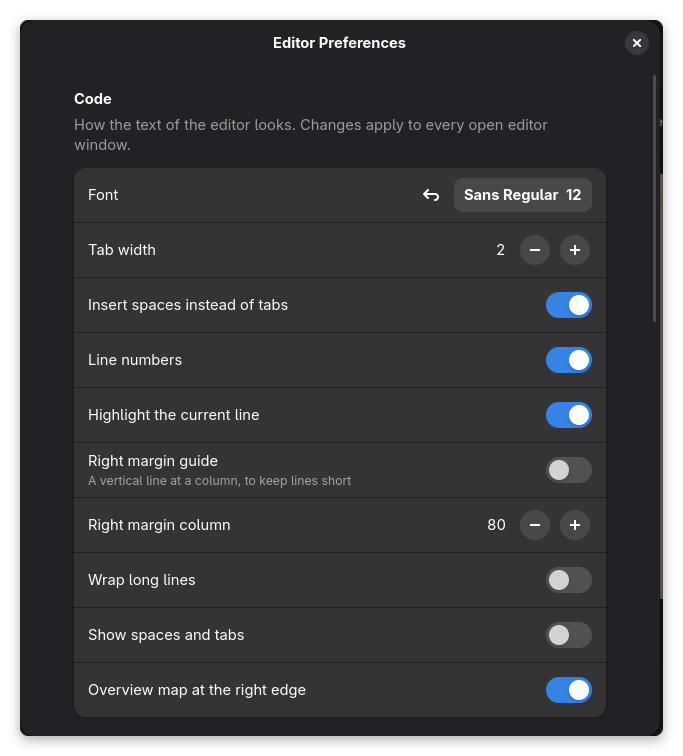 Editor Preferences
Code
How the text of the editor looks. Changes apply to every open editor
window.
Font Sans Regular 12
Tab width 2
Insert spaces instead of tabs
Line numbers
Highlight the current line
Right margin guide
A vertical line at a column, to keep lines short
Right margin column 80
Wrap long lines
Show spaces and tabs
Overview map at the right edge